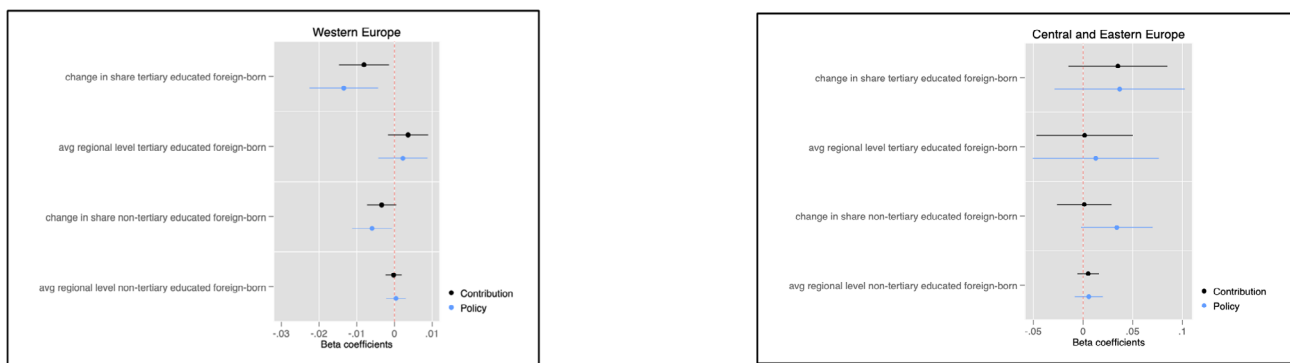 Western Europe
change in share tertiary educated foreign-born
avg regional level tertiary educated foreign-born
change in share non-tertiary educated foreign-born
avg regional level non-tertiary educated foreign-born
Contribution
Policy
-.03 -.02 -.01 0 .01
Beta coefficients
Central and Eastern Europe
change in share tertiary educated foreign-born
avg regional level tertiary educated foreign-born
change in share non-tertiary educated foreign-born
avg regional level non-tertiary educated foreign-born
Contribution
Policy
-.05 0 .05 .1
Beta coefficients